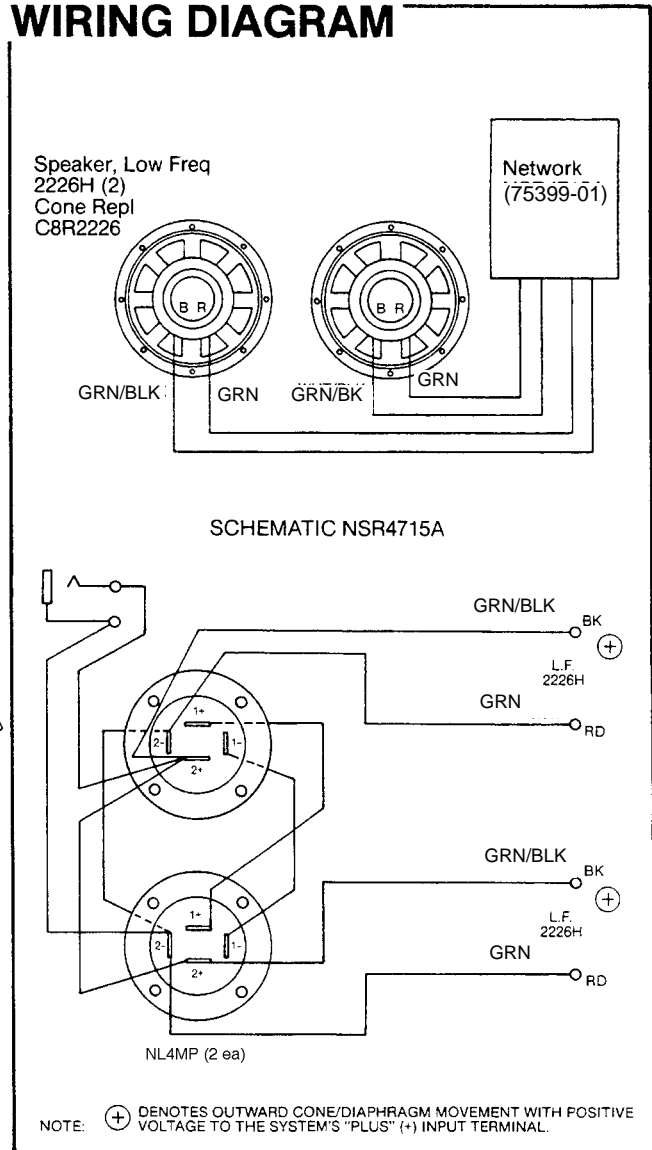 WIRING DIAGRAM
Speaker, Low Freq
2226H (2)
Cone Repl
C8R2226
Network
(75399-01)
B R
B R
GRN/BLK
GRN
GRN/BK
GRN
SCHEMATIC NSR4715A
GRN/BLK
BK
+
L.F.
2226H
GRN
RD
1+
2-
1-
2+
GRN/BLK
BK
+
L.F.
2226H
GRN
RD
1+
2-
1-
2+
NL4MP (2 ea)
NOTE: + DENOTES OUTWARD CONE/DIAPHRAGM MOVEMENT WITH POSITIVE
VOLTAGE TO THE SYSTEM'S "PLUS" (+) INPUT TERMINAL.